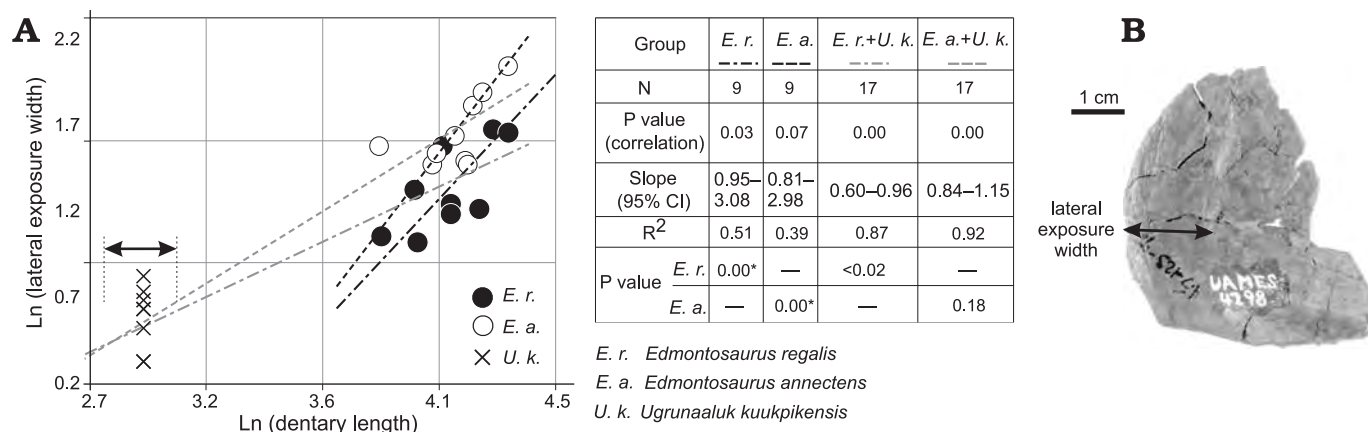 A
Ln (lateral exposure width)
2.2
1.7
1.2
0.7
0.2
2.7 3.2 3.6 4.1 4.5
Ln (dentary length)
E. r.
E. a.
U. k.
Group E. r. E. a. E. r.+U. k. E. a.+U. k.
N 9 9 17 17
P value
(correlation) 0.03 0.07 0.00 0.00
Slope
(95% CI) 0.95–3.08 0.81–2.98 0.60–0.96 0.84–1.15
R2 0.51 0.39 0.87 0.92
P value E. r. 0.00* — <0.02 —
E. a. — 0.00* — 0.18
E. r. Edmontosaurus regalis
E. a. Edmontosaurus annectens
U. k. Ugrunaaluk kuukpikensis
B
1 cm
lateral
exposure
width
UAMES
4298